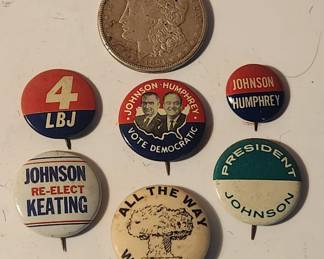 4
LBJ
JOHNSON-HUMPHREY
VOTE DEMOCRATIC
JOHNSON
HUMPHREY
JOHNSON
RE-ELECT
KEATING
ALL THE WAY
PRESIDENT
JOHNSON